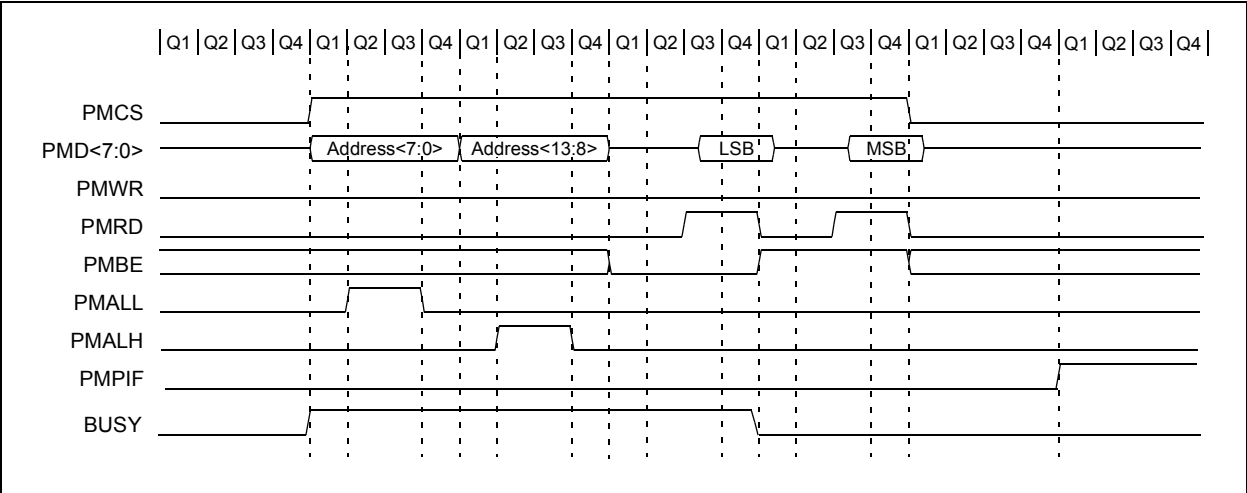 Q1 Q2 Q3 Q4 Q1 Q2 Q3 Q4 Q1 Q2 Q3 Q4 Q1 Q2 Q3 Q4 Q1 Q2 Q3 Q4 Q1 Q2 Q3 Q4 Q1 Q2 Q3 Q4
PMCS
PMD<7:0> Address<7:0> Address<13:8> LSB MSB
PMWR
PMRD
PMBE
PMALL
PMALH
PMPIF
BUSY